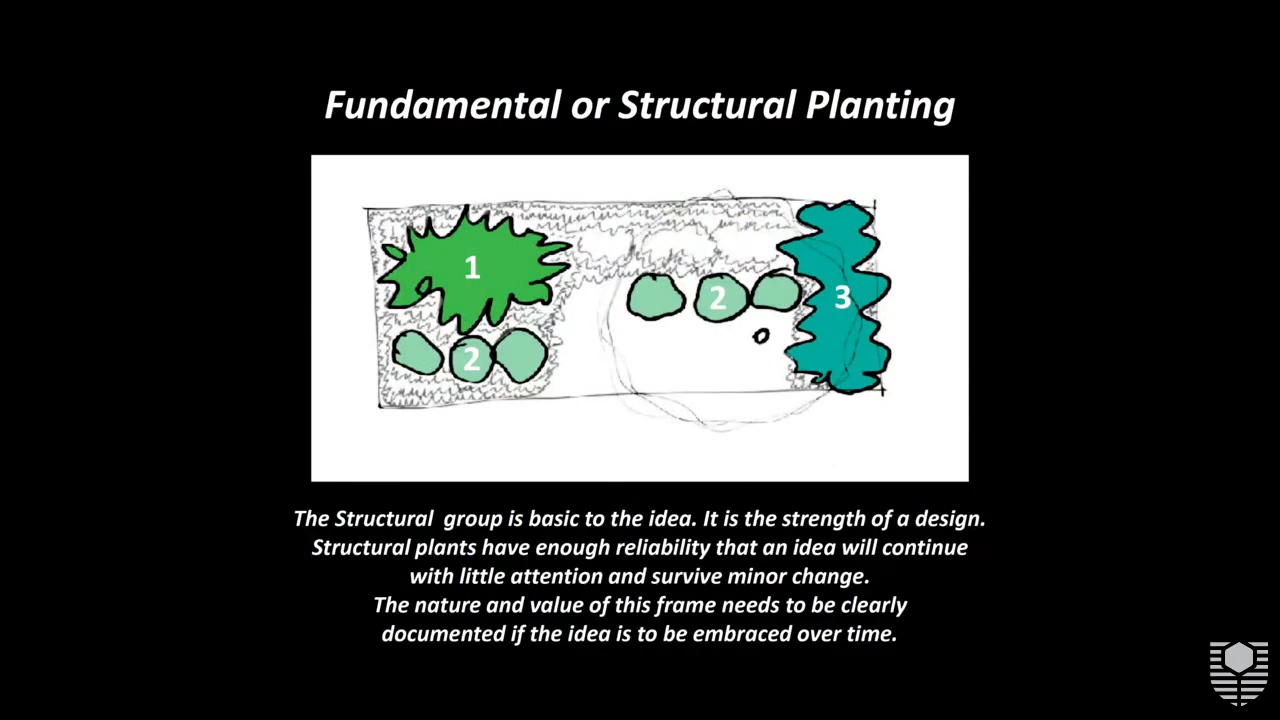 Fundamental or Structural Planting
1
2
3
2
The Structural group is basic to the idea. It is the strength of a design.
Structural plants have enough reliability that an idea will continue
with little attention and survive minor change.
The nature and value of this frame needs to be clearly
documented if the idea is to be embraced over time.